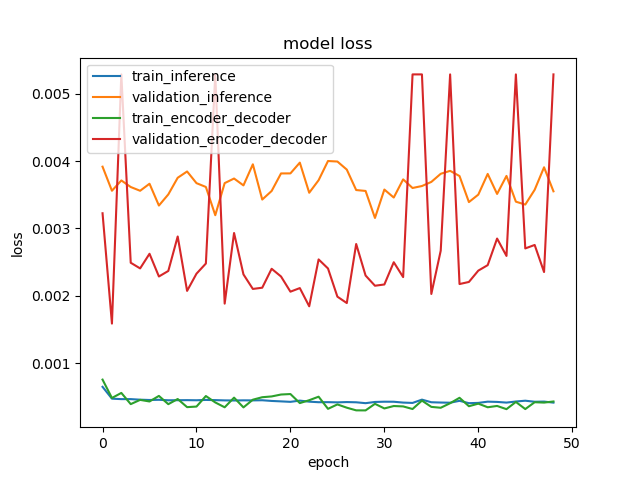 model loss
train_inference
validation_inference
train_encoder_decoder
validation_encoder_decoder
0.005
0.004
0.003
0.002
0.001
loss
0 10 20 30 40 50
epoch